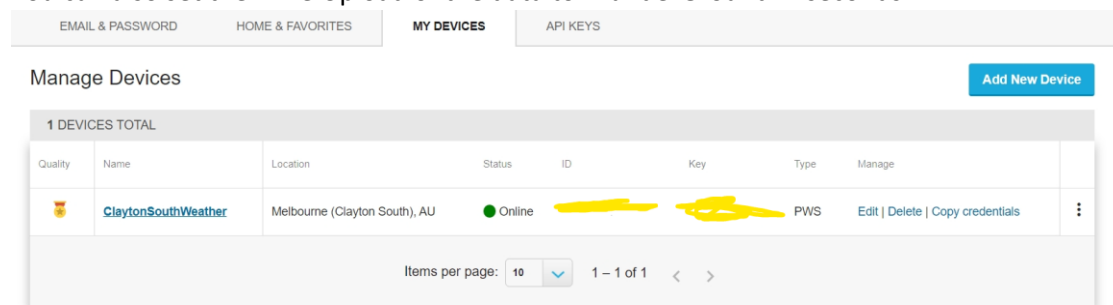 EMAIL & PASSWORD HOME & FAVORITES MY DEVICES API KEYS
Manage Devices
Add New Device
1 DEVICES TOTAL
Quality Name Location Status ID Key Type Manage
ClaytonSouthWeather Melbourne (Clayton South), AU Online PWS Edit | Delete | Copy credentials
Items per page: 10 1 – 1 of 1